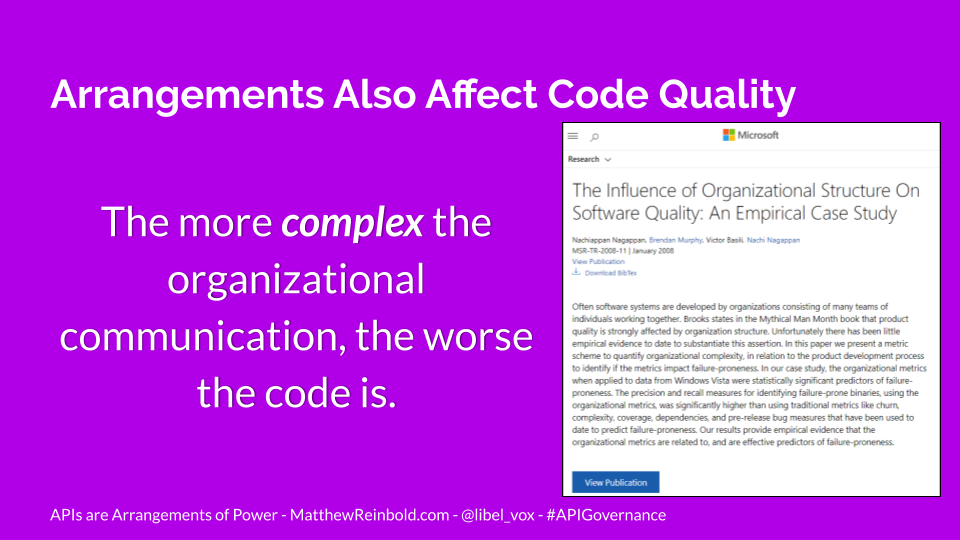 Arrangements Also Affect Code Quality
The more complex the
organizational
communication, the worse
the code is.
Microsoft
Research
The Influence of Organizational Structure On
Software Quality: An Empirical Case Study
Nachiappan Nagappan, Brendan Murphy, Victor Basili, Nachi Nagappan
MSR-TR-2008-11 | January 2008
View Publication
Download BibTex
Often software systems are developed by organizations consisting of many teams of
individuals working together. Brooks states in the Mythical Man Month book that product
quality is strongly affected by organization structure. Unfortunately there has been little
empirical evidence to date to substantiate this assertion. In this paper we present a metric
scheme to quantify organizational complexity, in relation to the product development process
to identify if the metrics impact failure-proneness. In our case study, the organizational metrics
when applied to data from Windows Vista were statistically significant predictors of failure-
proneness. The precision and recall measures for identifying failure-prone binaries, using the
organizational metrics, was significantly higher than using traditional metrics like churn,
complexity, coverage, dependencies, and pre-release bug measures that have been used to
date to predict failure-proneness. Our results provide empirical evidence that the
organizational metrics are related to, and are effective predictors of failure-proneness.
View Publication
APIs are Arrangements of Power - MatthewReinbold.com - @libel_vox - #APIGovernance